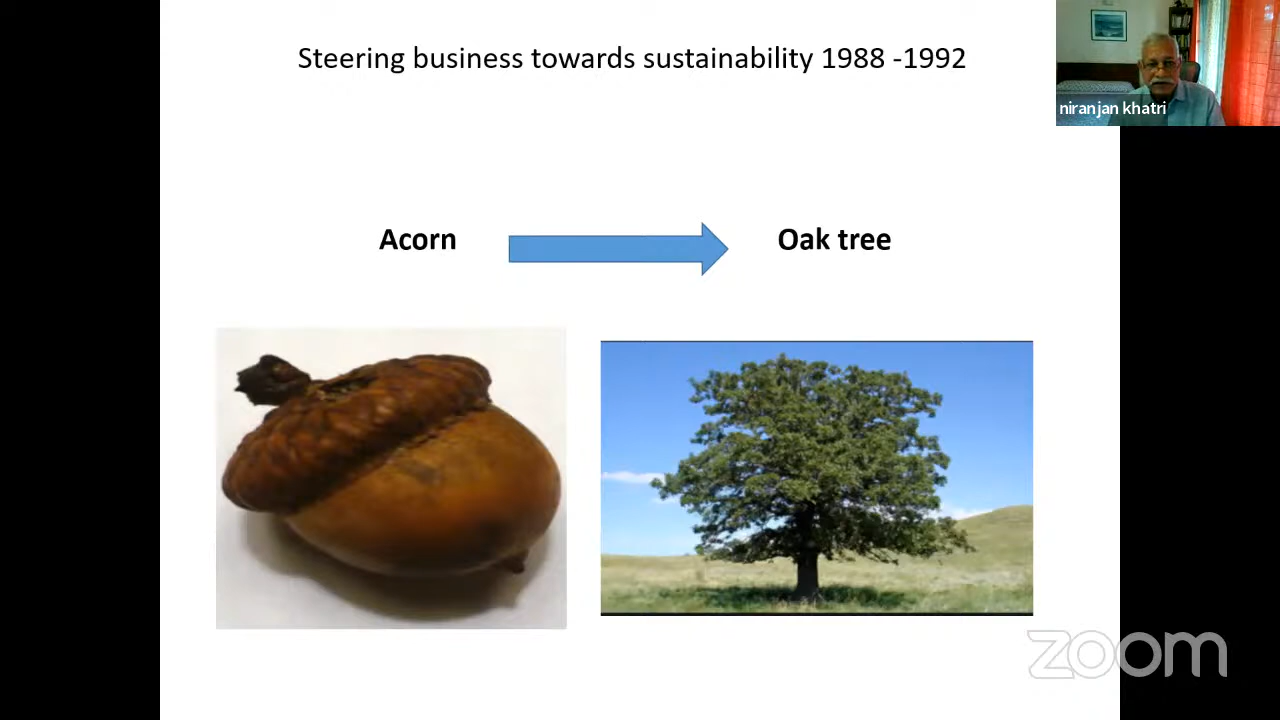 Steering business towards sustainability 1988 -1992
niranjan khatri
Acorn
Oak tree
zoom